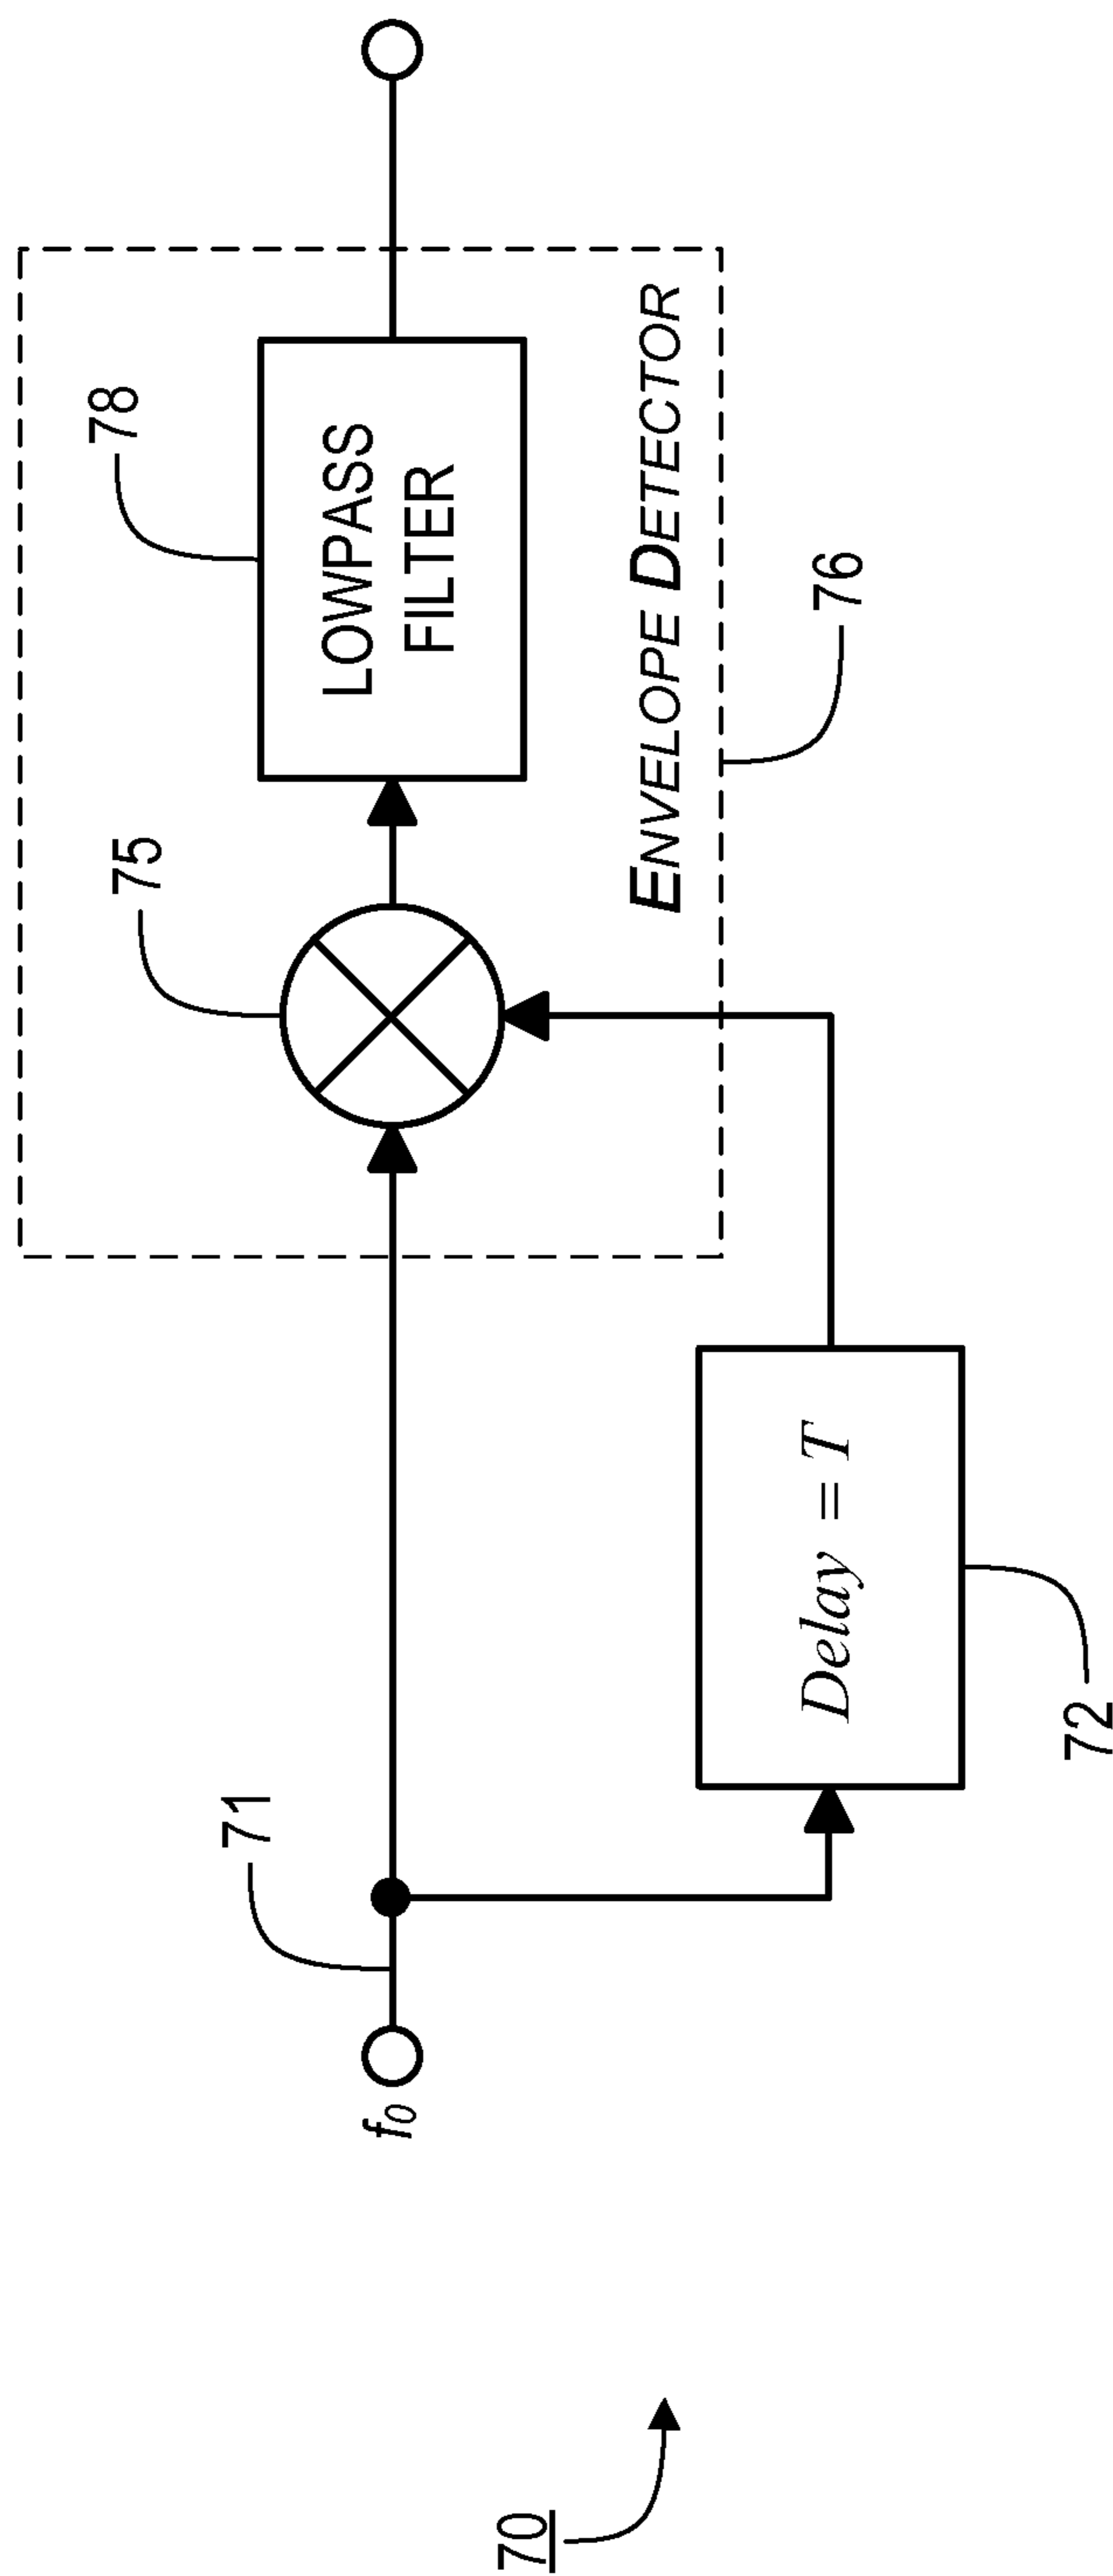 75
78
LOWPASS
FILTER
71
f0
ENVELOPE DETECTOR
Delay = T
76
72
70